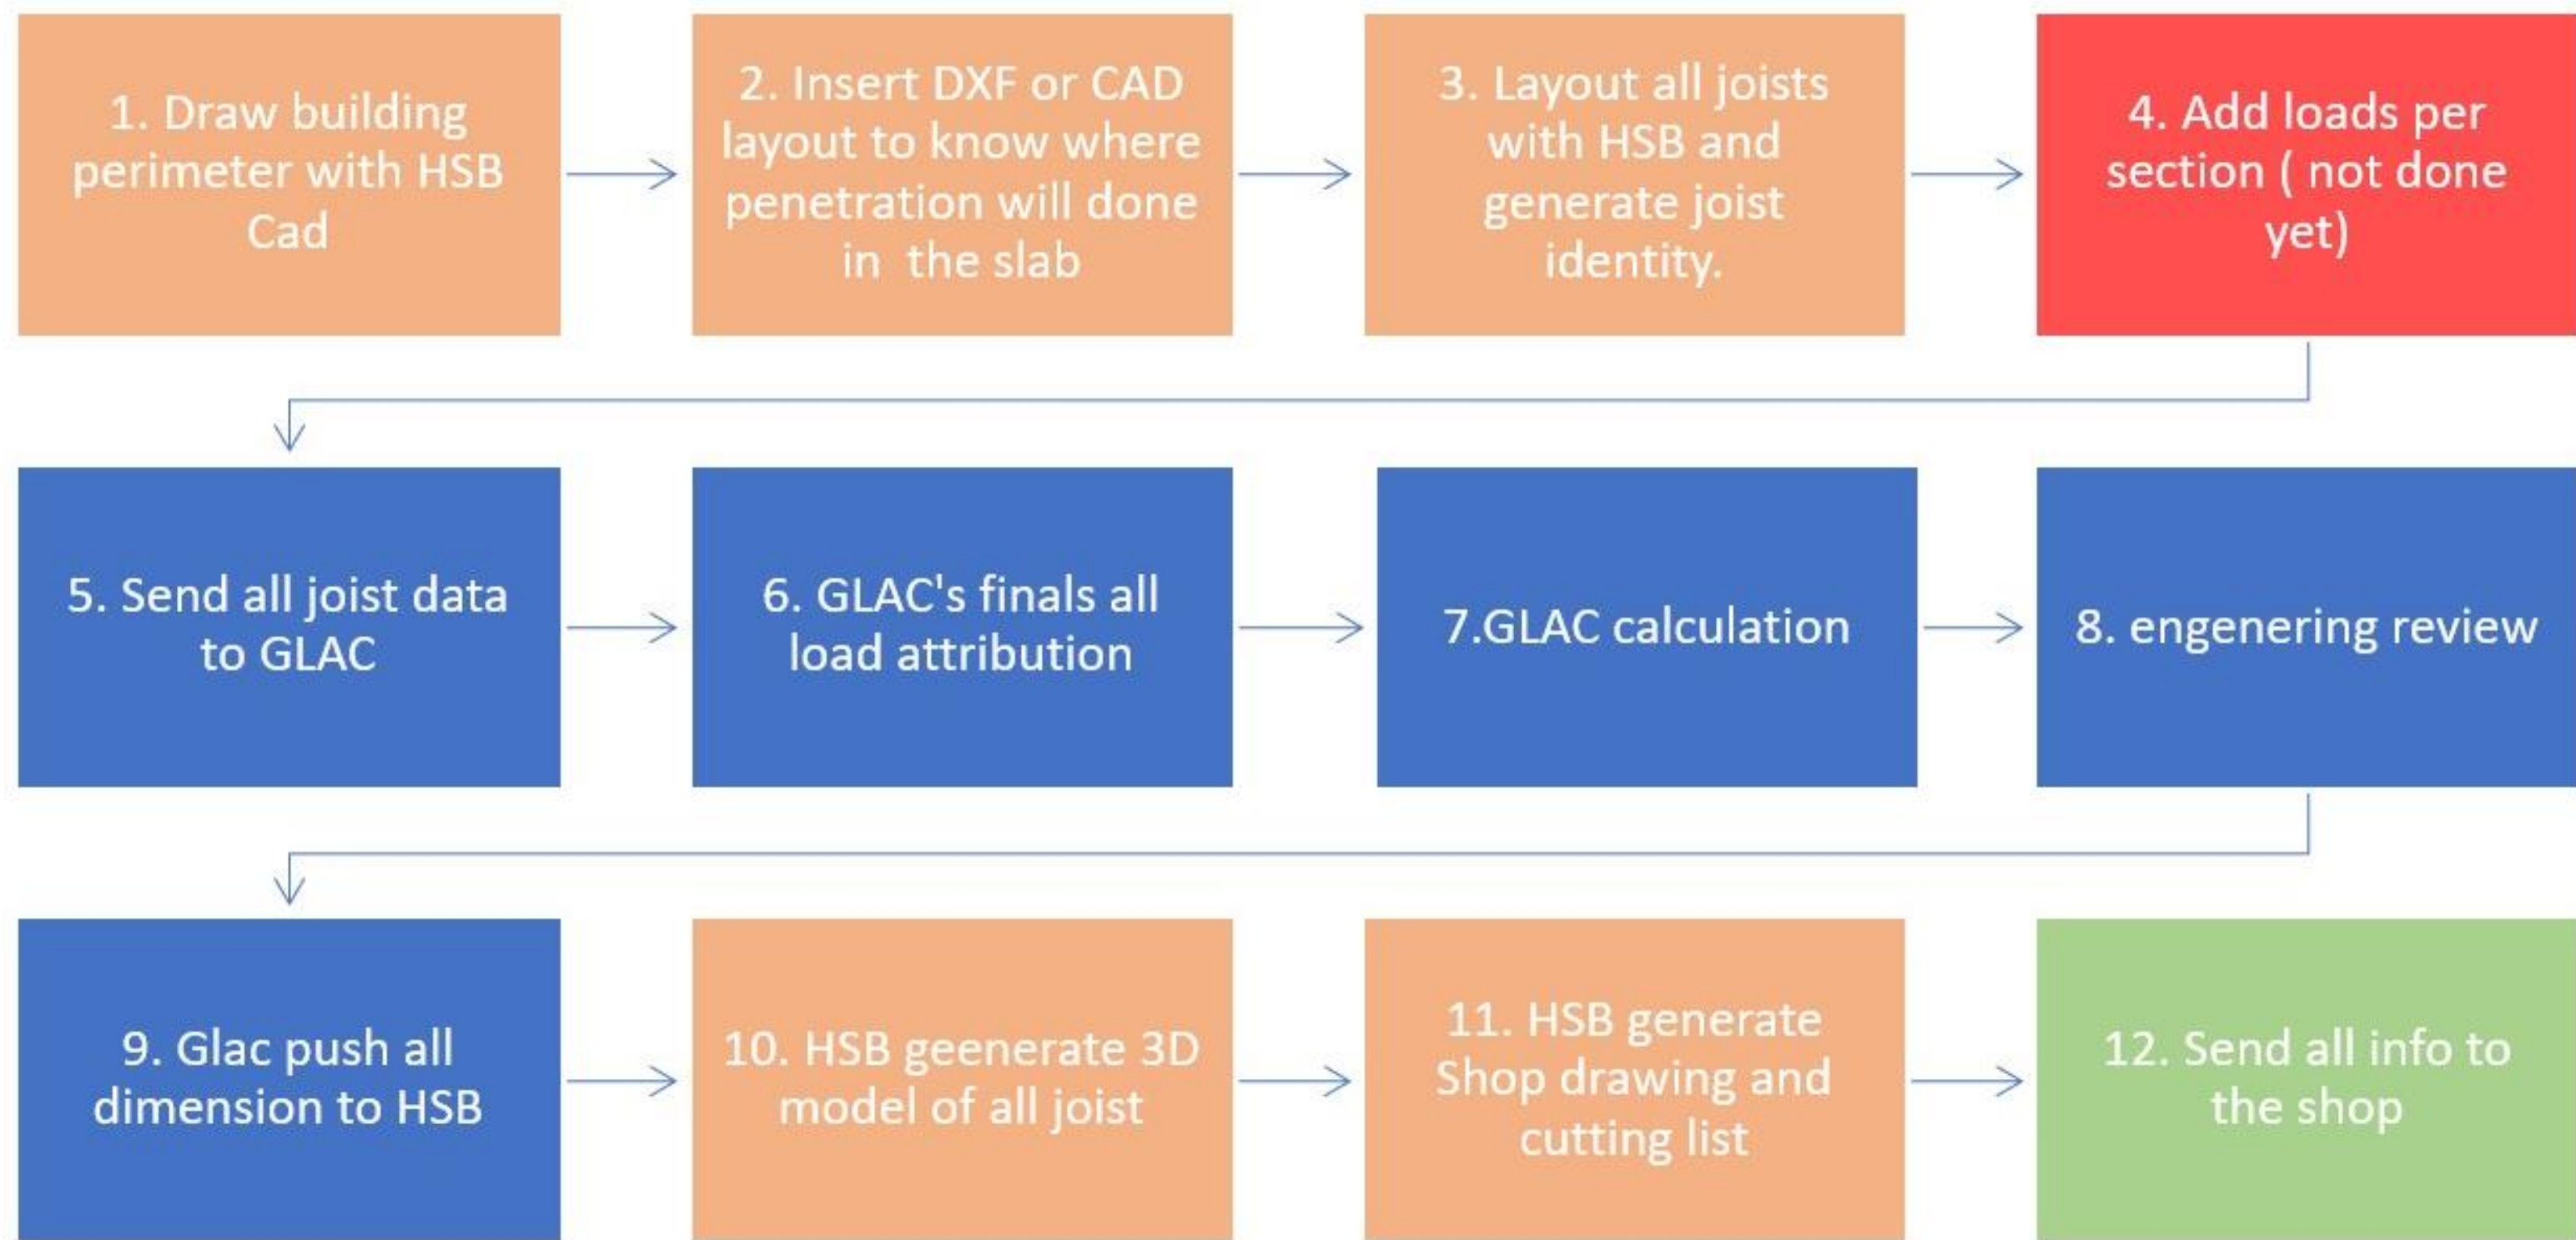 1. Draw building
perimeter with HSB
Cad
2. Insert DXF or CAD
layout to know where
penetration will done
in the slab
3. Layout all joists
with HSB and
generate joist
identity.
4. Add loads per
section ( not done
yet)
5. Send all joist data
to GLAC
6. GLAC's finals all
load attribution
7.GLAC calculation
8. engenering review
9. Glac push all
dimension to HSB
10. HSB geenerate 3D
model of all joist
11. HSB generate
Shop drawing and
cutting list
12. Send all info to
the shop